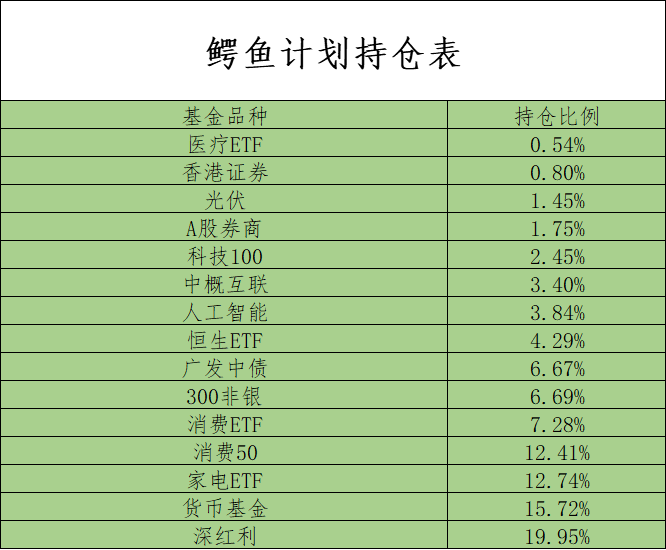 鳄鱼计划持仓表
基金品种 持仓比例
医疗ETF 0.54%
香港证券 0.80%
光伏 1.45%
A股券商 1.75%
科技100 2.45%
中概互联 3.40%
人工智能 3.84%
恒生ETF 4.29%
广发中债 6.67%
300非银 6.69%
消费ETF 7.28%
消费50 12.41%
家电ETF 12.74%
货币基金 15.72%
深红利 19.95%